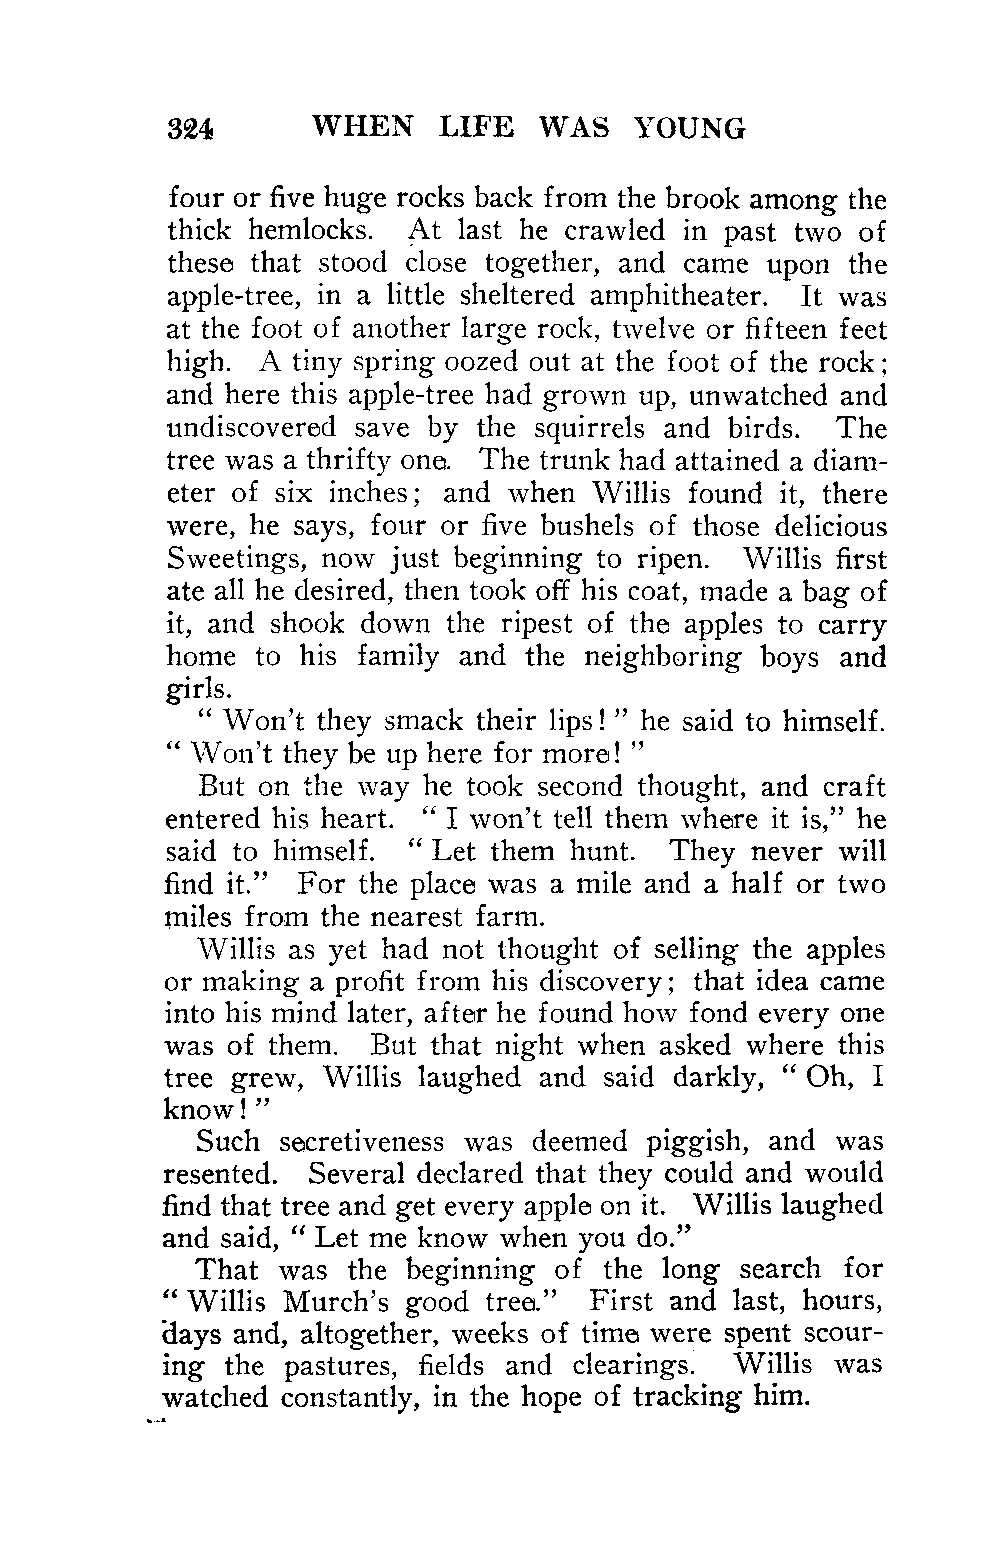 324 WHEN LIFE WAS YOUNG
four or five huge rocks back from the brook among the
thick hemlocks. At last he crawled in past two of
these that stood close together, and came upon the
apple-tree, in a little sheltered amphitheater. It was
at the foot of another large rock, twelve or fifteen feet
high. A tiny spring oozed out at the foot of the rock;
and here this apple-tree had grown up, unwatched and
undiscovered save by the squirrels and birds. The
tree was a thrifty one. The trunk had attained a diam-
eter of six inches; and when Willis found it, there
were, he says, four or five bushels of those delicious
Sweetings, now just beginning to ripen. Willis first
ate all he desired, then took off his coat, made a bag of
it, and shook down the ripest of the apples to carry
home to his family and the neighboring boys and
girls.
“ Won't they smack their lips! ” he said to himself.
“ Won't they be up here for more! ”
But on the way he took second thought, and craft
entered his heart. “ I won't tell them where it is,” he
said to himself. “ Let them hunt. They never will
find it.” For the place was a mile and a half or two
miles from the nearest farm.
Willis as yet had not thought of selling the apples
or making a profit from his discovery; that idea came
into his mind later, after he found how fond every one
was of them. But that night when asked where this
tree grew, Willis laughed and said darkly, “ Oh, I
know! ”
Such secretiveness was deemed piggish, and was
resented. Several declared that they could and would
find that tree and get every apple on it. Willis laughed
and said, “ Let me know when you do.”
That was the beginning of the long search for
“ Willis Murch's good tree.” First and last, hours,
days and, altogether, weeks of time were spent scour-
ing the pastures, fields and clearings. Willis was
watched constantly, in the hope of tracking him.